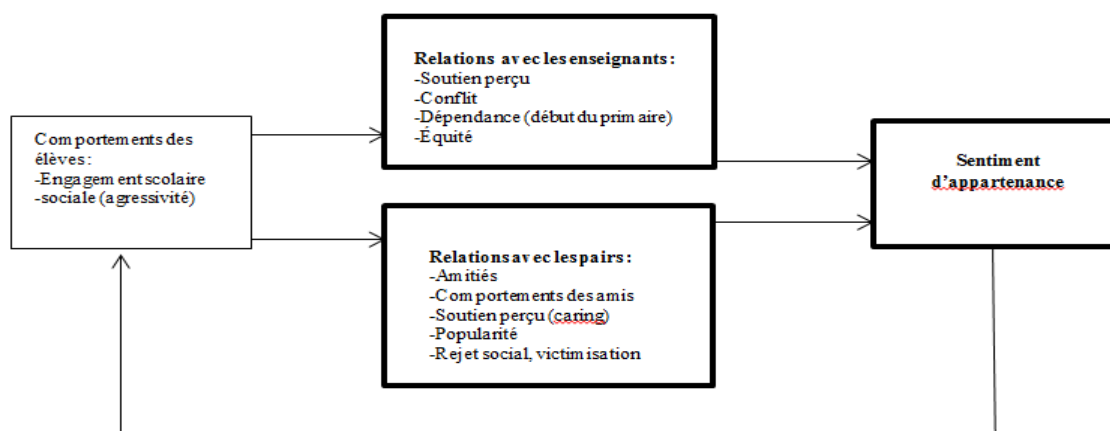 Relations avec les enseignants :
-Soutien perçu
-Conflit
-Dépendance (début du primaire)
-Équité
Comportements des
élèves :
-Engagement scolaire
-sociale (agressivité)
Sentiment
d'appartenance
Relations avec les pairs :
-Amitiés
-Comportements des amis
-Soutien perçu (caring)
-Popularité
-Rejet social, victimisation